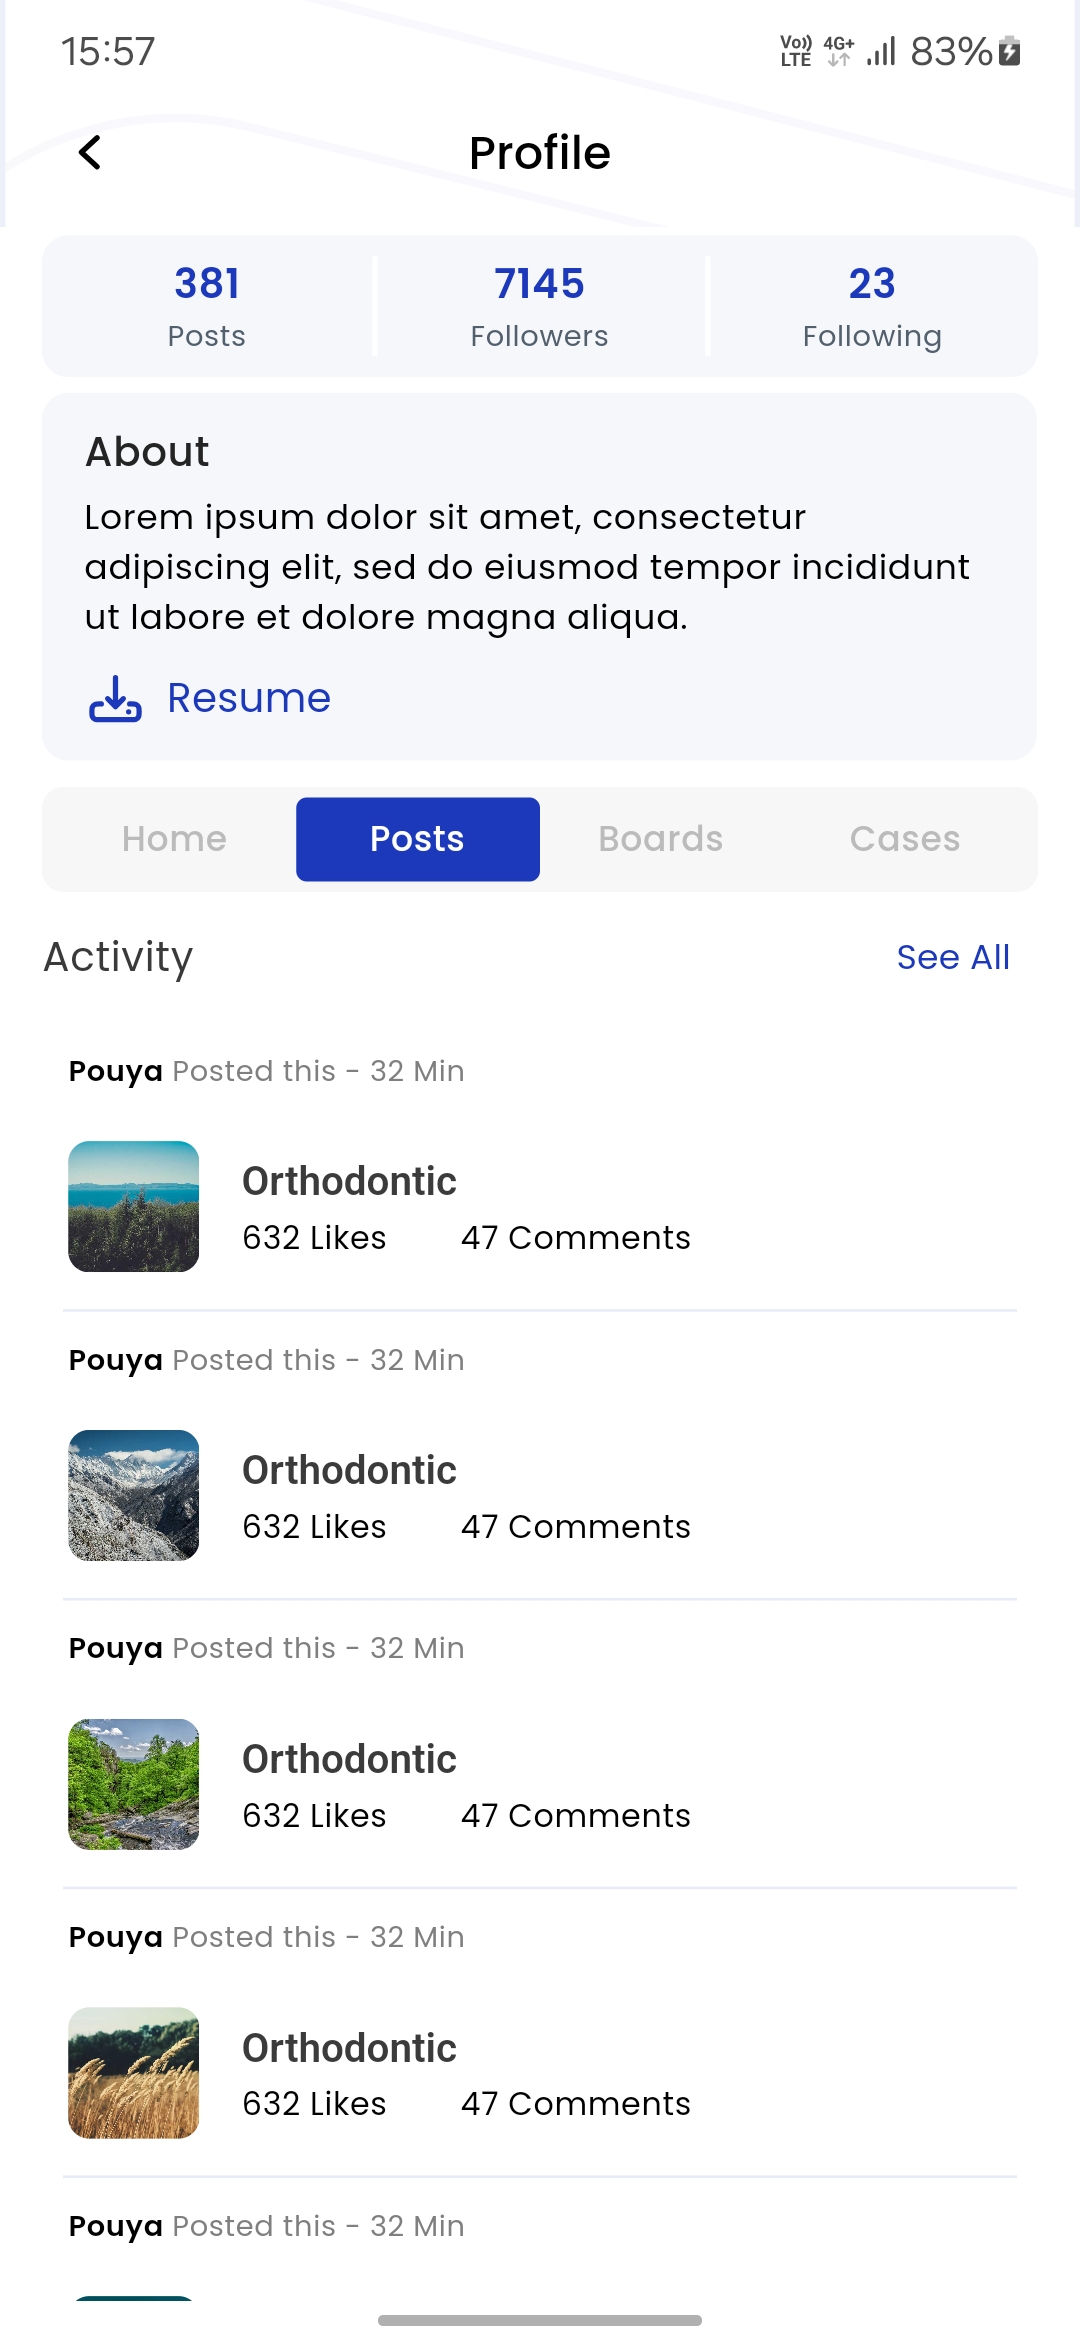 15:57
Vo)) LTE 4G+ 83%
Profile
381 7145 23
Posts Followers Following
About
Lorem ipsum dolor sit amet, consectetur
adipiscing elit, sed do eiusmod tempor incididunt
ut labore et dolore magna aliqua.
Resume
Home Posts Boards Cases
Activity See All
Pouya Posted this - 32 Min
Orthodontic
632 Likes 47 Comments
Pouya Posted this - 32 Min
Orthodontic
632 Likes 47 Comments
Pouya Posted this - 32 Min
Orthodontic
632 Likes 47 Comments
Pouya Posted this - 32 Min
Orthodontic
632 Likes 47 Comments
Pouya Posted this - 32 Min